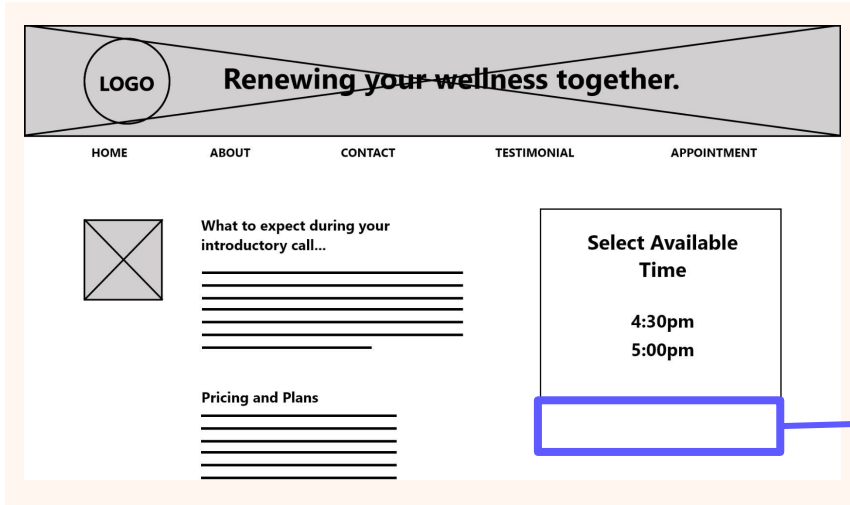 LOGO
Renewing your wellness together.
HOME ABOUT CONTACT TESTIMONIAL APPOINTMENT
What to expect during your
introductory call...
Pricing and Plans
Select Available
Time
4:30pm
5:00pm